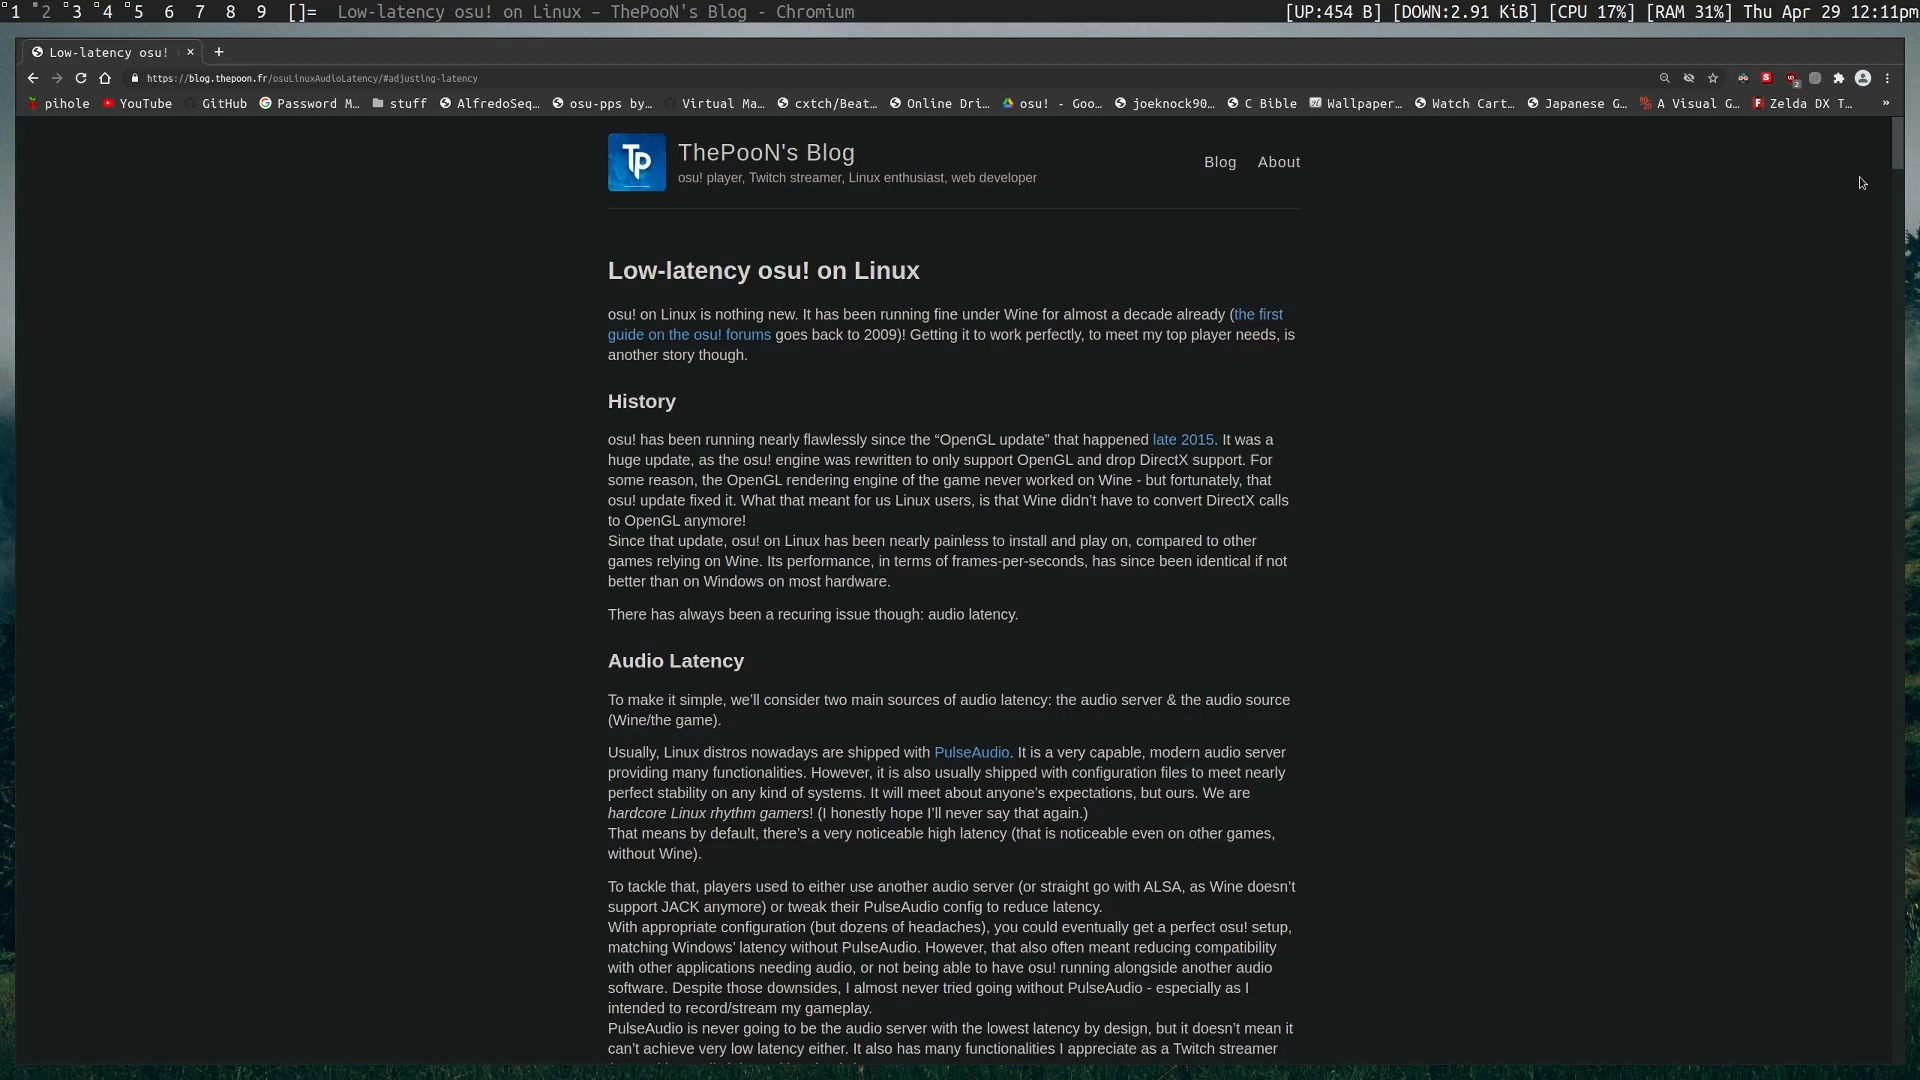 1 2 3 4 5 6 7 8 9 []= Low-latency osu! on Linux – ThePooN's Blog - Chromium [UP:454 B] [DOWN:2.91 KiB] [CPU 17%] [RAM 31%] Thu Apr 29 12:11pm
Low-latency osu! × +
https://blog.thepoon.fr/osuLinuxAudioLatency/#adjusting-latency
pihole YouTube GitHub Password M… stuff AlfredoSeq… osu-pps by… Virtual Ma… cxtch/Beat… Online Dri… osu! - Goo… joeknock90… C Bible Wallpaper… Watch Cart… Japanese G… A Visual G… Zelda DX T… »
ThePooN's Blog
osu! player, Twitch streamer, Linux enthusiast, web developer
Blog About
Low-latency osu! on Linux
osu! on Linux is nothing new. It has been running fine under Wine for almost a decade already (the first
guide on the osu! forums goes back to 2009)! Getting it to work perfectly, to meet my top player needs, is
another story though.
History
osu! has been running nearly flawlessly since the “OpenGL update” that happened late 2015. It was a
huge update, as the osu! engine was rewritten to only support OpenGL and drop DirectX support. For
some reason, the OpenGL rendering engine of the game never worked on Wine - but fortunately, that
osu! update fixed it. What that meant for us Linux users, is that Wine didn’t have to convert DirectX calls
to OpenGL anymore!
Since that update, osu! on Linux has been nearly painless to install and play on, compared to other
games relying on Wine. Its performance, in terms of frames-per-seconds, has since been identical if not
better than on Windows on most hardware.
There has always been a recuring issue though: audio latency.
Audio Latency
To make it simple, we’ll consider two main sources of audio latency: the audio server & the audio source
(Wine/the game).
Usually, Linux distros nowadays are shipped with PulseAudio. It is a very capable, modern audio server
providing many functionalities. However, it is also usually shipped with configuration files to meet nearly
perfect stability on any kind of systems. It will meet about anyone’s expectations, but ours. We are
hardcore Linux rhythm gamers! (I honestly hope I’ll never say that again.)
That means by default, there’s a very noticeable high latency (that is noticeable even on other games,
without Wine).
To tackle that, players used to either use another audio server (or straight go with ALSA, as Wine doesn’t
support JACK anymore) or tweak their PulseAudio config to reduce latency.
With appropriate configuration (but dozens of headaches), you could eventually get a perfect osu! setup,
matching Windows’ latency without PulseAudio. However, that also often meant reducing compatibility
with other applications needing audio, or not being able to have osu! running alongside another audio
software. Despite those downsides, I almost never tried going without PulseAudio - especially as I
intended to record/stream my gameplay.
PulseAudio is never going to be the audio server with the lowest latency by design, but it doesn’t mean it
can’t achieve very low latency either. It also has many functionalities I appreciate as a Twitch streamer